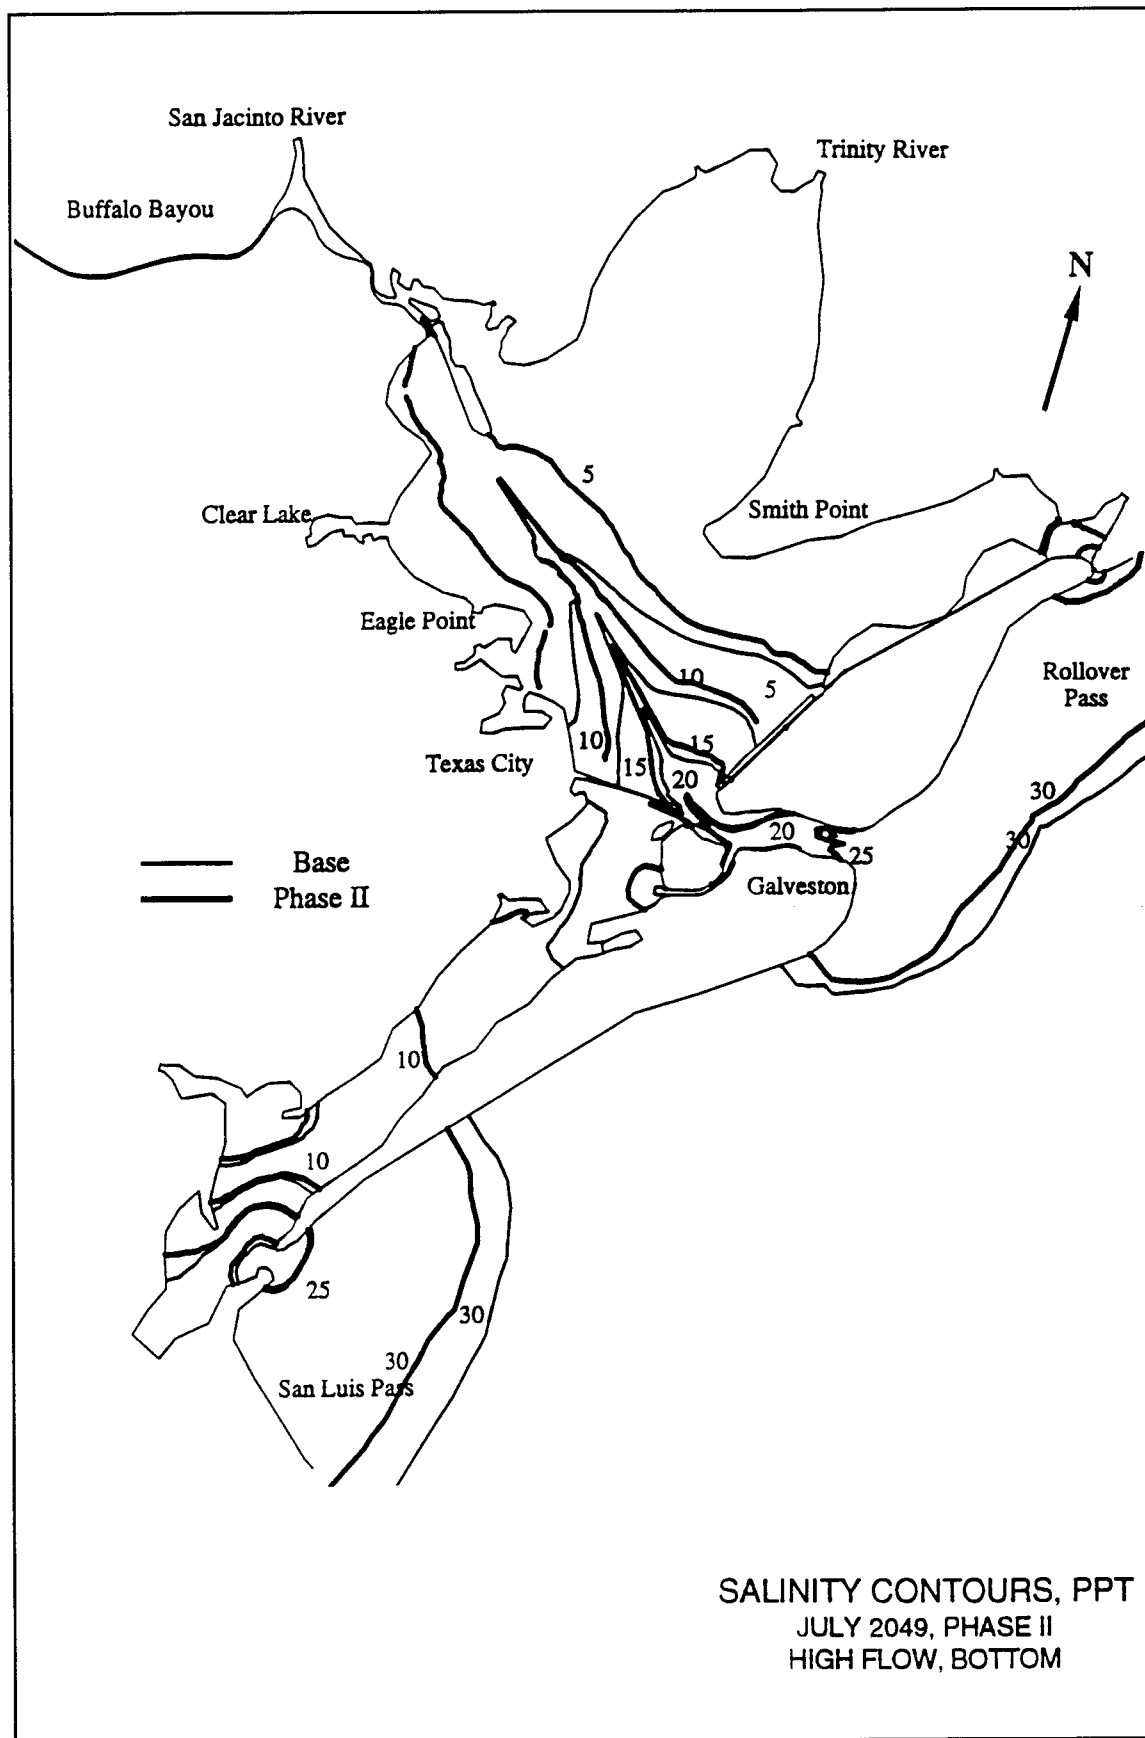 San Jacinto River
Trinity River
Buffalo Bayou
N
5
Clear Lake
Smith Point
Eagle Point
10
5
Rollover
Pass
10
15
15
Texas City
20
30
20
30
25
Base
Phase II
Galveston
10
10
25
30
30
San Luis Pass
SALINITY CONTOURS, PPT
JULY 2049, PHASE II
HIGH FLOW, BOTTOM